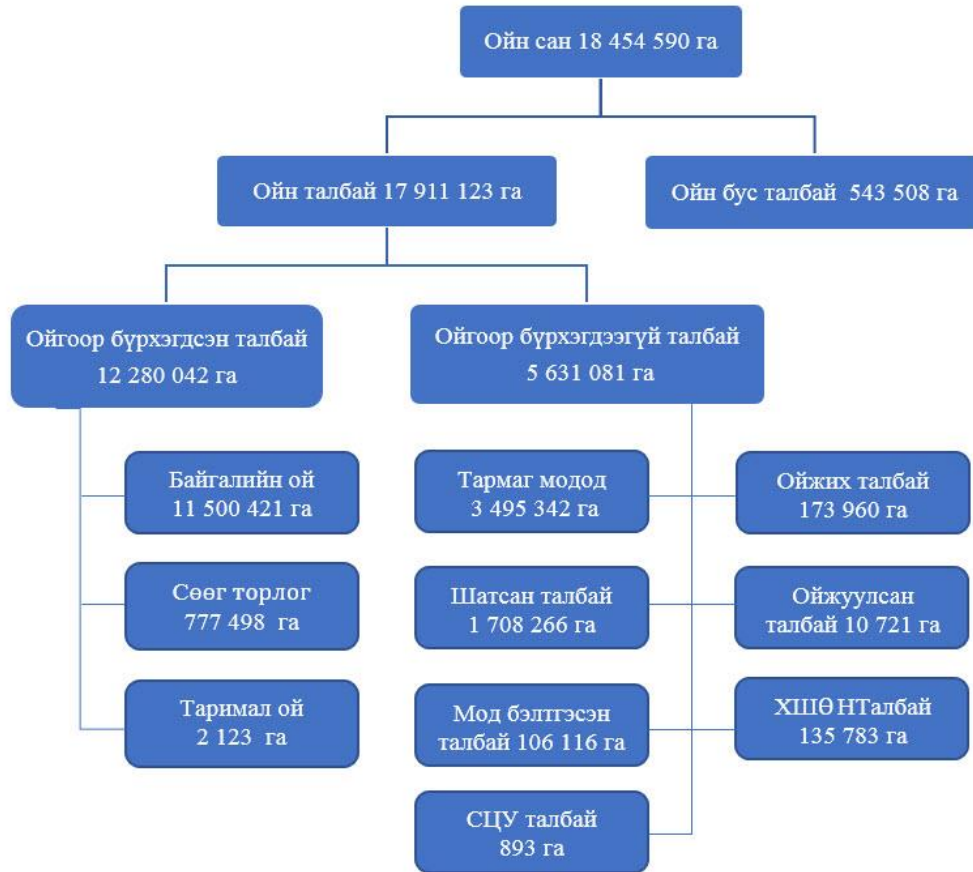 Ойн сан 18 454 590 га
Ойн талбай 17 911 123 га
Ойн бус талбай 543 508 га
Ойгоор бүрхэгдсэн талбай
12 280 042 га
Ойгоор бүрхэгдээгүй талбай
5 631 081 га
Байгалийн ой
11 500 421 га
Сөөг торлог
777 498 га
Таримал ой
2 123 га
Тармаг модод
3 495 342 га
Шатсан талбай
1 708 266 га
Мод бэлтгэсэн
талбай 106 116 га
СЦУ талбай
893 га
Ойжих талбай
173 960 га
Ойжуулсан
талбай 10 721 га
ХШӨНТалбай
135 783 га